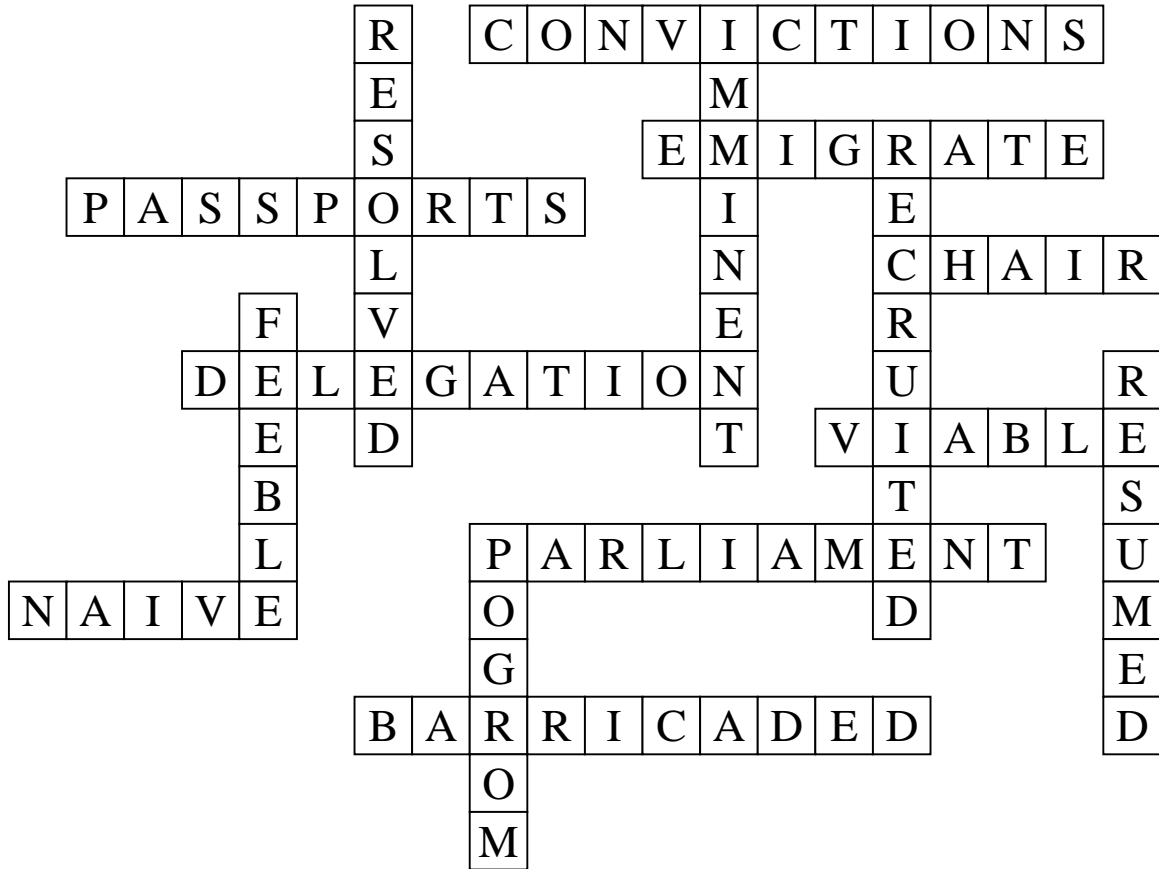 CONVICTIONS
RESOLVED
IMMINENT
EMIGRATE
RECRUITED
PASSPORTS
CHAIR
FEEBLE
DELEGATION
RESUMED
VIABLE
PARLIAMENT
POGROM
NAIVE
BARRICADED